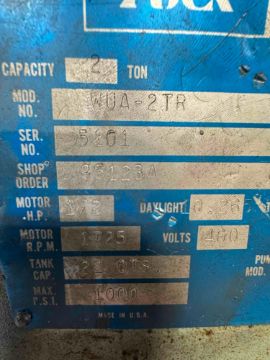 CAPACITY 2 TON
MOD. NO. WUA-2TR
SER. NO. 5101
SHOP ORDER
MOTOR H.P. DAYLIGHT
MOTOR R.P.M. 1725 VOLTS 460
TANK CAP. QTS
MAX. P.S.I. 1000
MADE IN U.S.A.